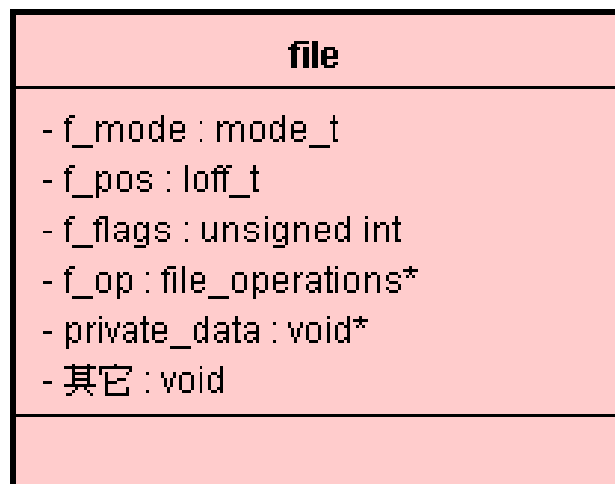 file
- f_mode : mode_t
- f_pos : loff_t
- f_flags : unsigned int
- f_op : file_operations*
- private_data : void*
- 其它 : void